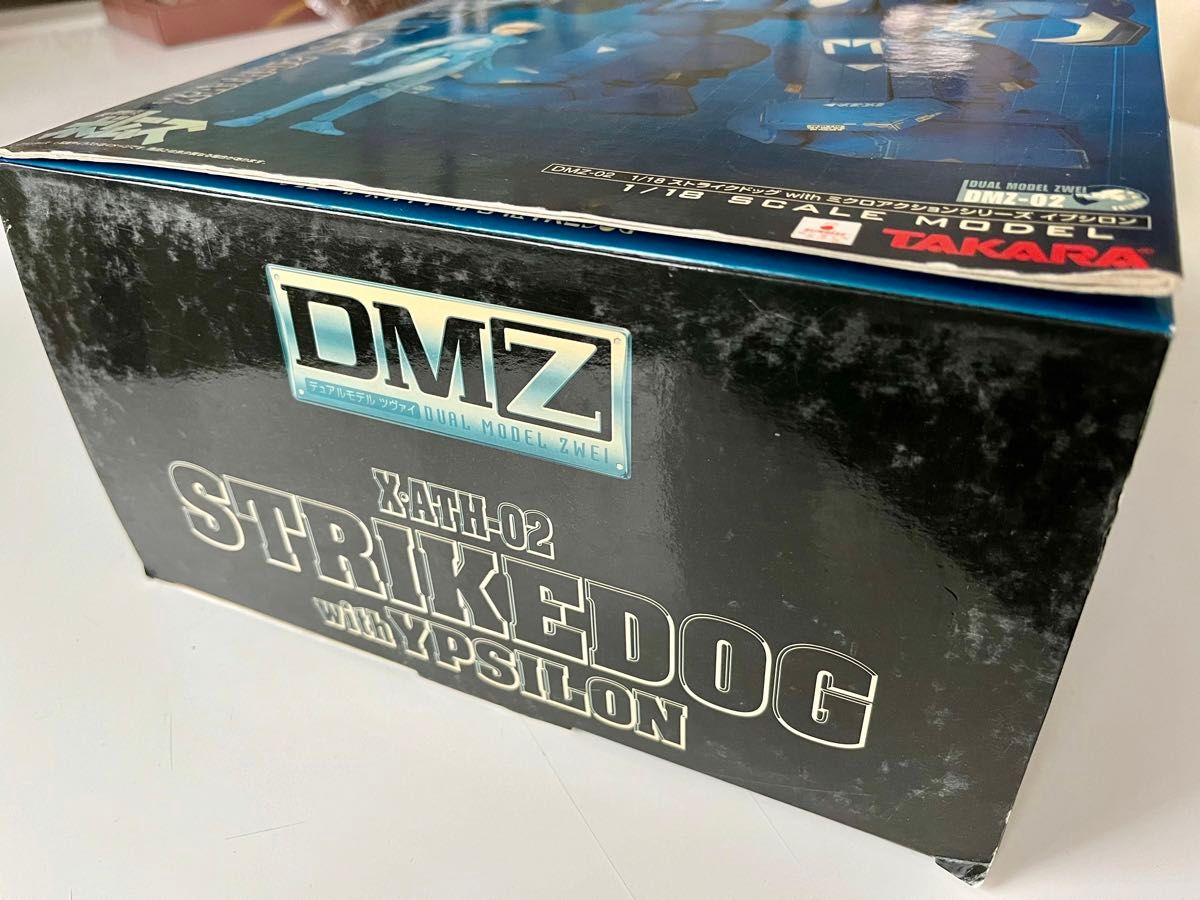 DUAL MODEL ZWEI
DMZ-02
DMZ-02 1/18 ストライクドッグ with ミクロアクションシリーズ イプシロン
1/18 SCALE MODEL
TAKARA
DMZ
デュアルモデル ツヴァイ DUAL MODEL ZWEI
X·ATH-02
STRIKEDOG
with YPSILON